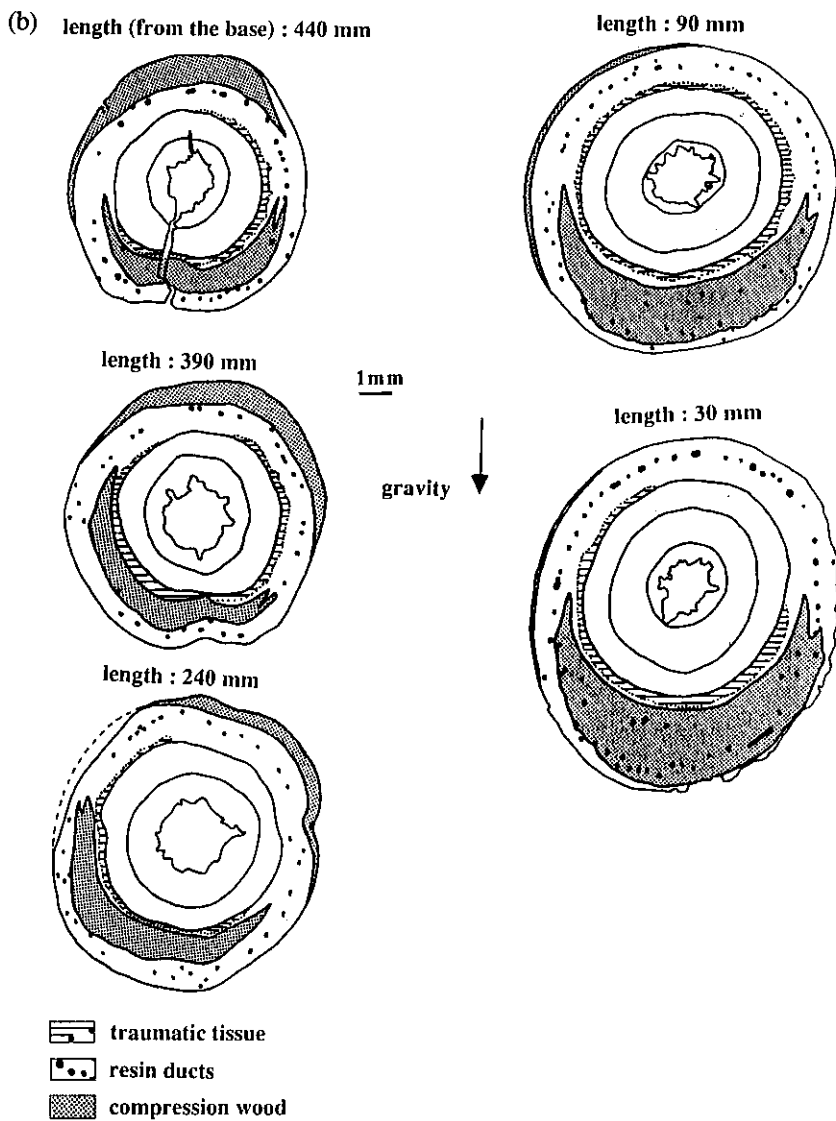 (b) length (from the base) : 440 mm
length : 90 mm
length : 390 mm
1mm
length : 30 mm
gravity
length : 240 mm
traumatic tissue
resin ducts
compression wood